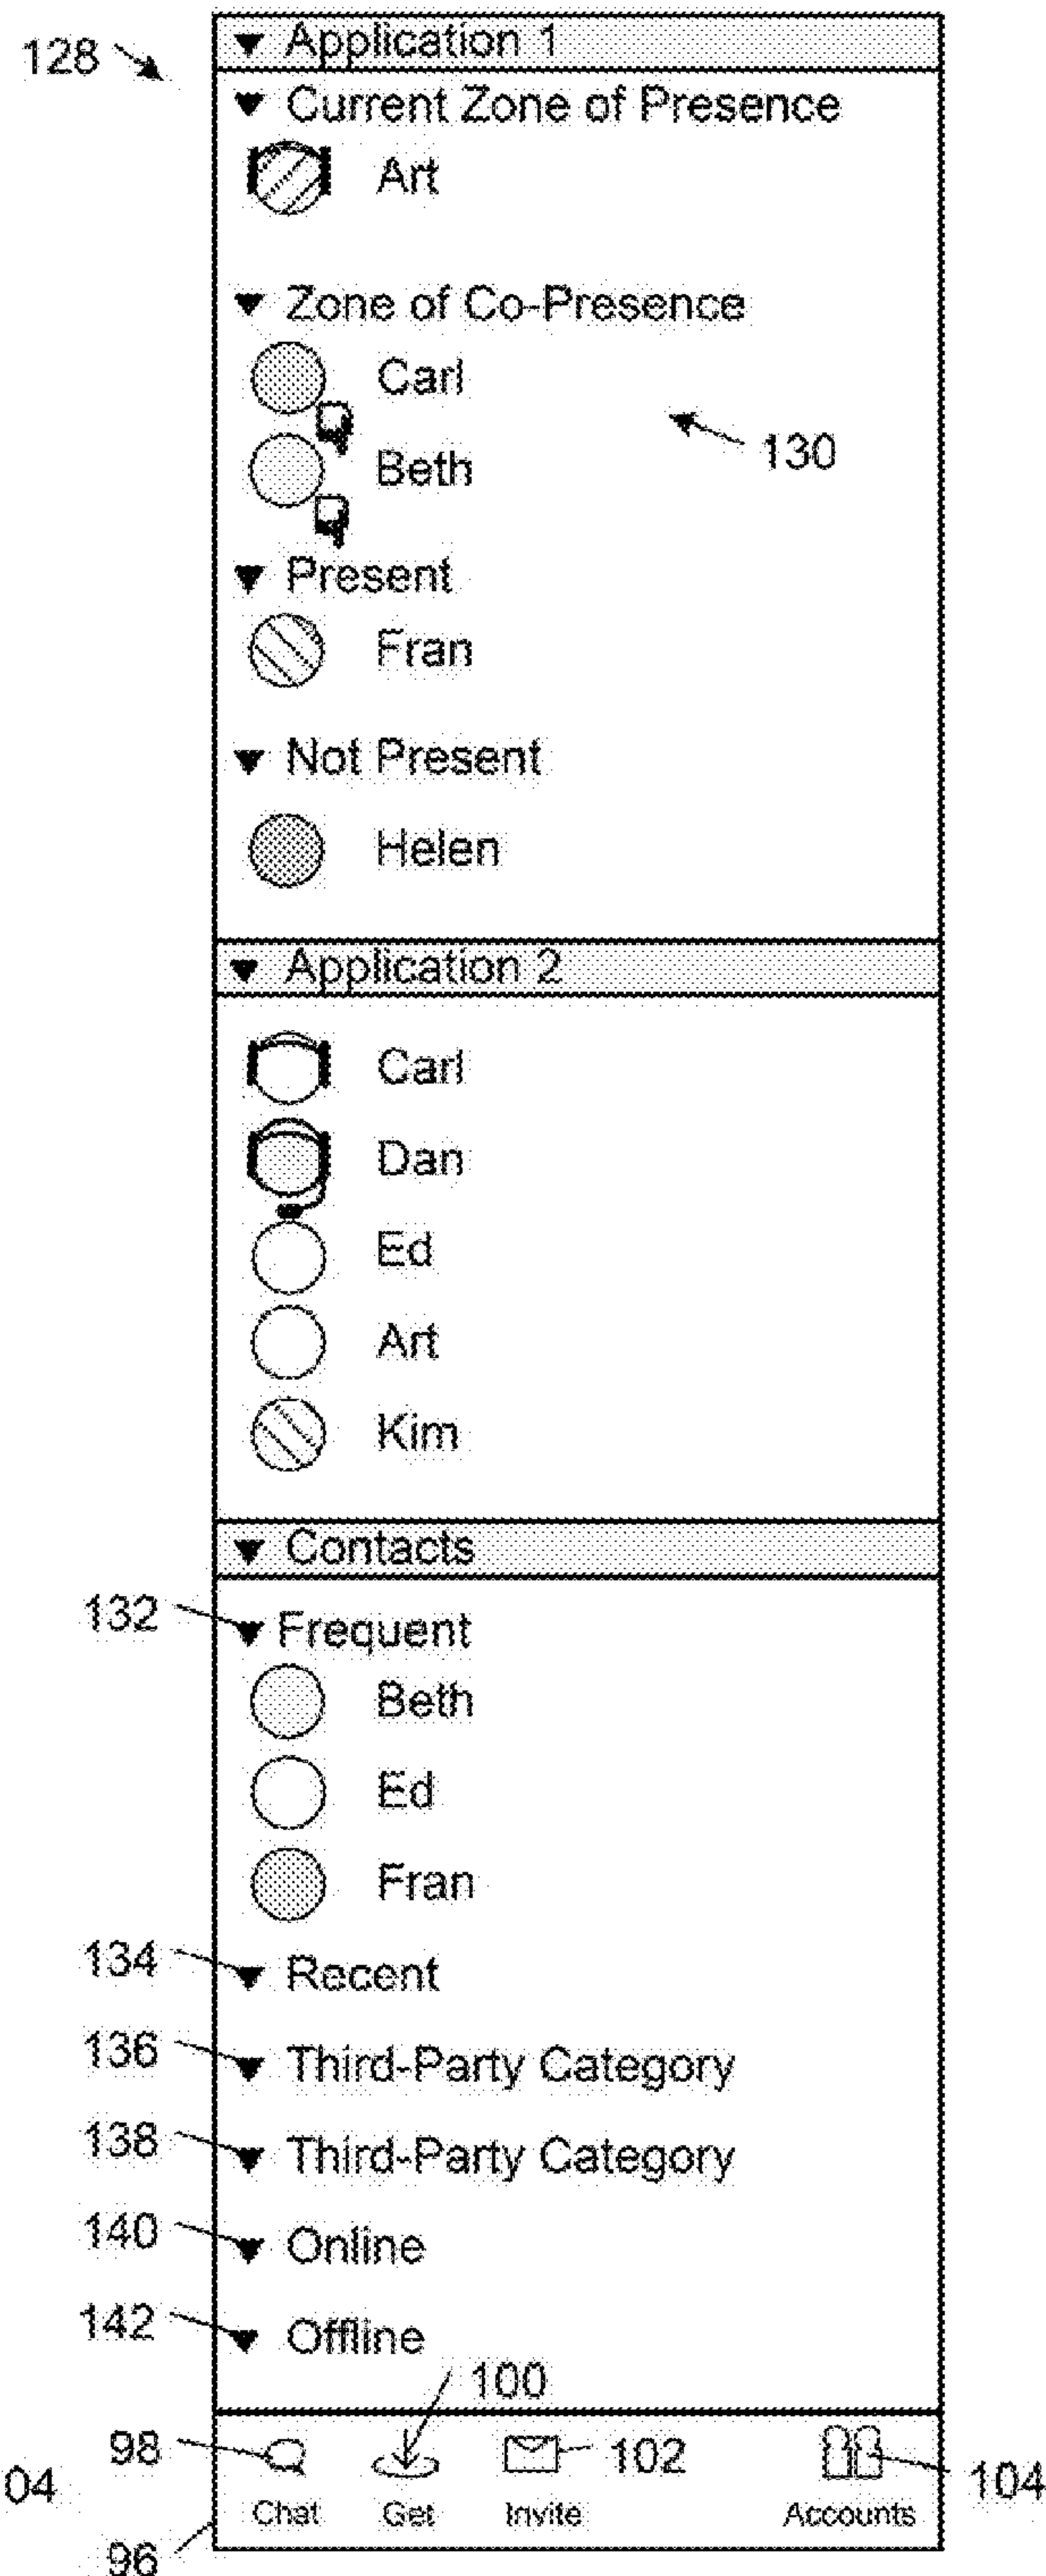 128
Application 1
Current Zone of Presence
Art
Zone of Co-Presence
Carl
130
Beth
Present
Fran
Not Present
Helen
Application 2
Carl
Dan
Ed
Art
Kim
Contacts
132
Frequent
Beth
Ed
Fran
134
Recent
136
Third-Party Category
138
Third-Party Category
140
Online
142
Offline
100
98
102
104
04
Chat Get Invite Accounts
96